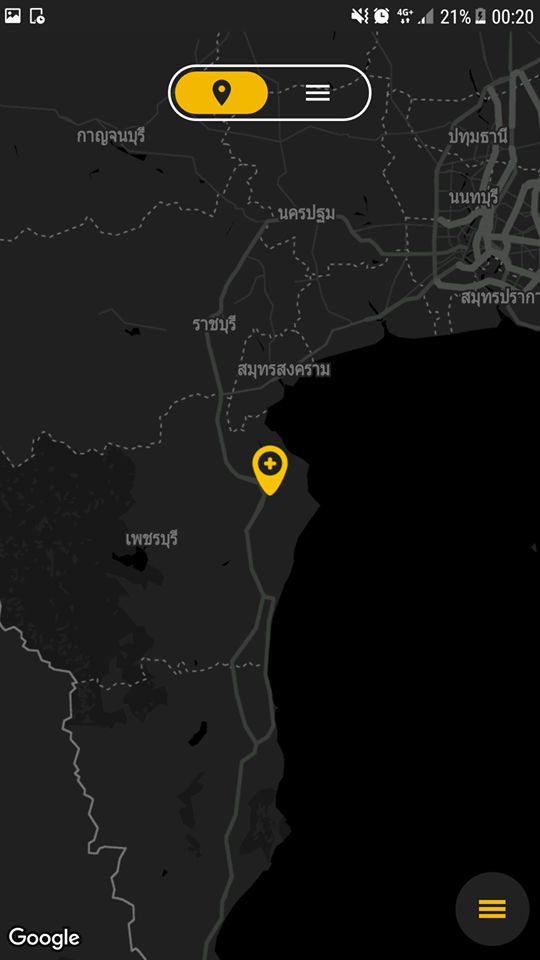 4G+
21%
00:20
กาญจนบุรี
ปทุมธานี
นนทบุรี
นครปฐม
สมุทรปรากา
ราชบุรี
สมุทรสงคราม
เพชรบุรี
Google